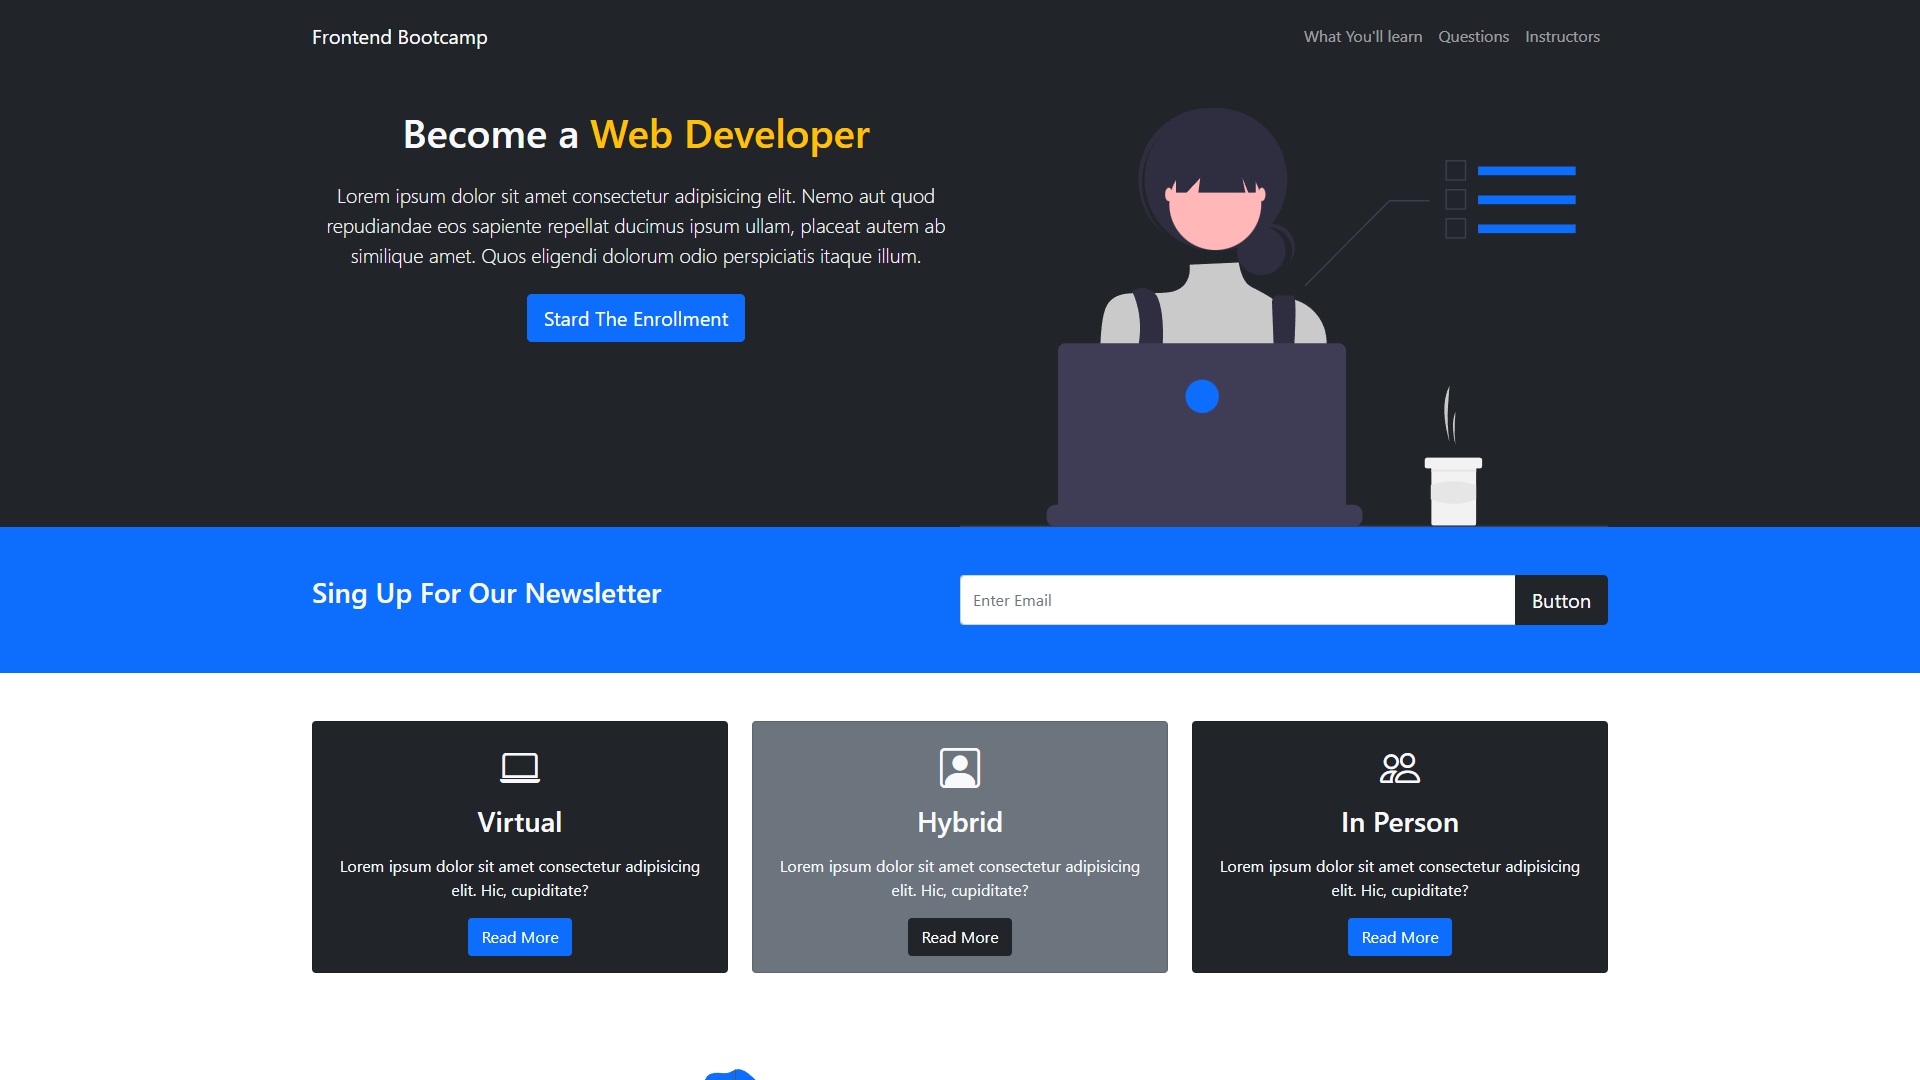 Frontend Bootcamp
What You'll learn Questions Instructors
Become a Web Developer
Lorem ipsum dolor sit amet consectetur adipisicing elit. Nemo aut quod
repudiandae eos sapiente repellat ducimus ipsum ullam, placeat autem ab
similique amet. Quos eligendi dolorum odio perspiciatis itaque illum.
Stard The Enrollment
Sing Up For Our Newsletter
Enter Email
Button
Virtual
Lorem ipsum dolor sit amet consectetur adipisicing
elit. Hic, cupiditate?
Read More
Hybrid
Lorem ipsum dolor sit amet consectetur adipisicing
elit. Hic, cupiditate?
Read More
In Person
Lorem ipsum dolor sit amet consectetur adipisicing
elit. Hic, cupiditate?
Read More